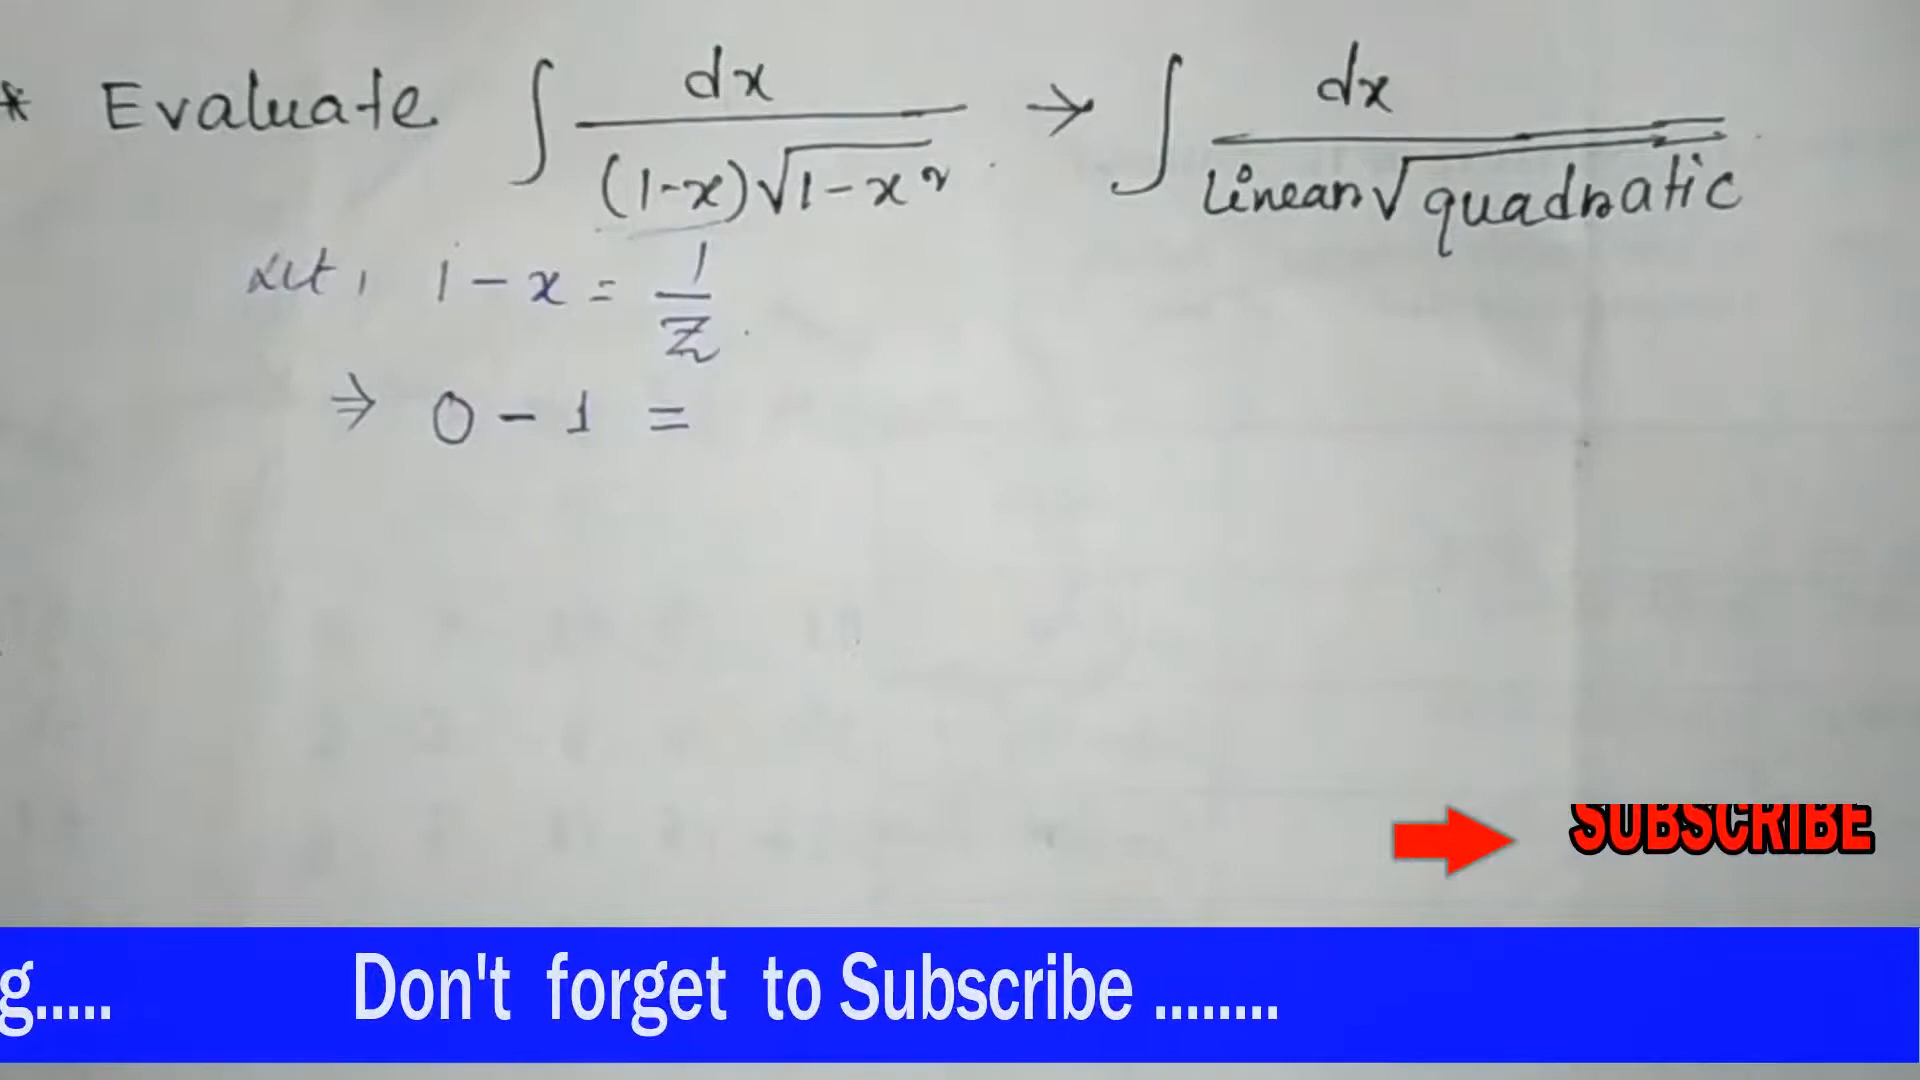 * Evaluate ∫ dx / (1-x)√1-x² → ∫ dx / Linear√quadratic
Let, 1 - x = 1/z
⇒ 0 - 1 =
SUBSCRIBE
g..... Don't forget to Subscribe ........